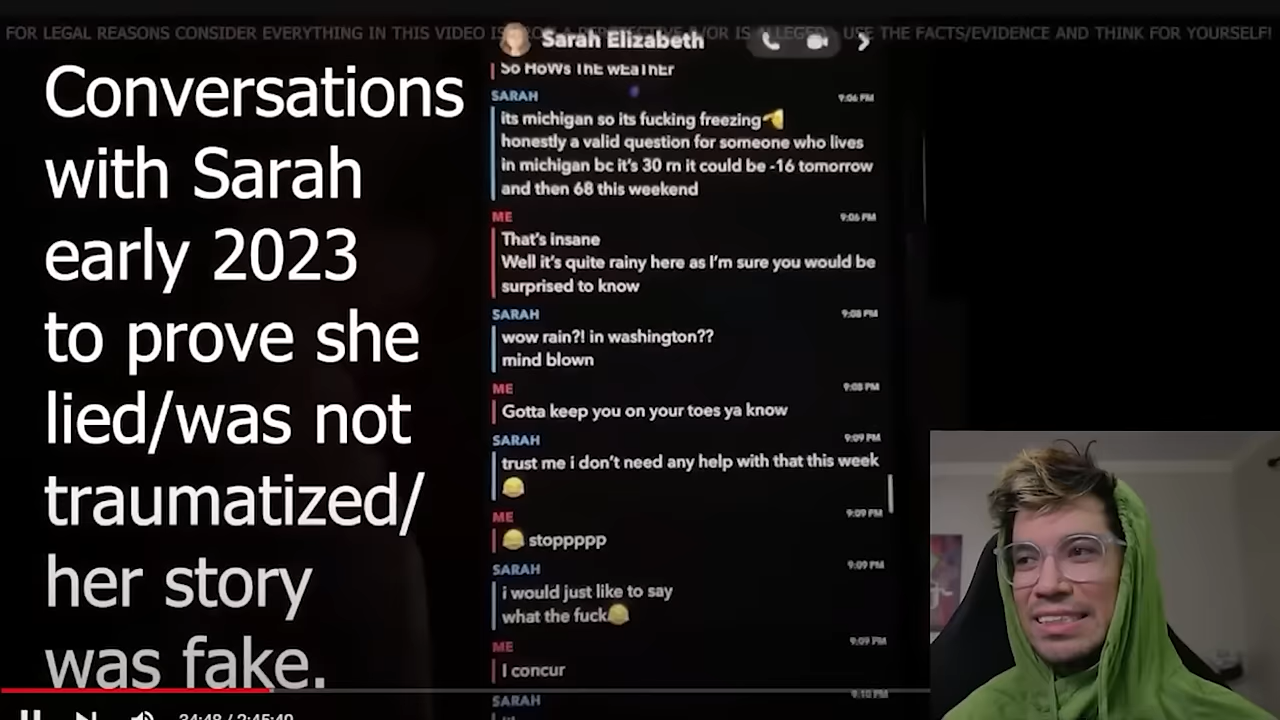 FOR LEGAL REASONS CONSIDER EVERYTHING IN THIS VIDEO IS FROM A PERSPECTIVE /OR IS ALLEGED USE THE FACTS/EVIDENCE AND THINK FOR YOURSELF!
Conversations
with Sarah
early 2023
to prove she
lied/was not
traumatized/
her story
was fake.
Sarah Elizabeth
So HoWs ThE wEaThEr
SARAH 9:06 PM
its michigan so its fucking freezing
honestly a valid question for someone who lives
in michigan bc it's 30 rn it could be -16 tomorrow
and then 68 this weekend
ME 9:06 PM
That's insane
Well it's quite rainy here as I'm sure you would be
surprised to know
SARAH 9:08 PM
wow rain?! in washington??
mind blown
ME 9:08 PM
Gotta keep you on your toes ya know
SARAH 9:09 PM
trust me i don't need any help with that this week
😂
ME 9:09 PM
😂 stoppppp
SARAH 9:09 PM
i would just like to say
what the fuck😂
ME 9:09 PM
I concur
SARAH 9:10 PM
34:48 / 2:45:40